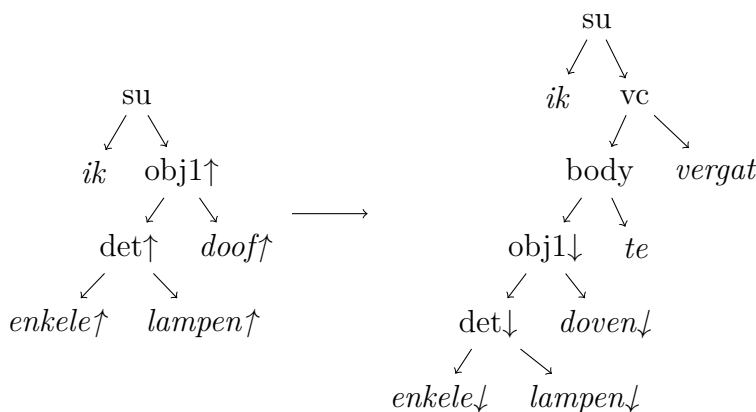 su
ik vc
su
body vergat
ik obj1↑
obj1↓ te
det↑ doof↑
det↓ doven↓
enkele↑ lampen↑
enkele↓ lampen↓